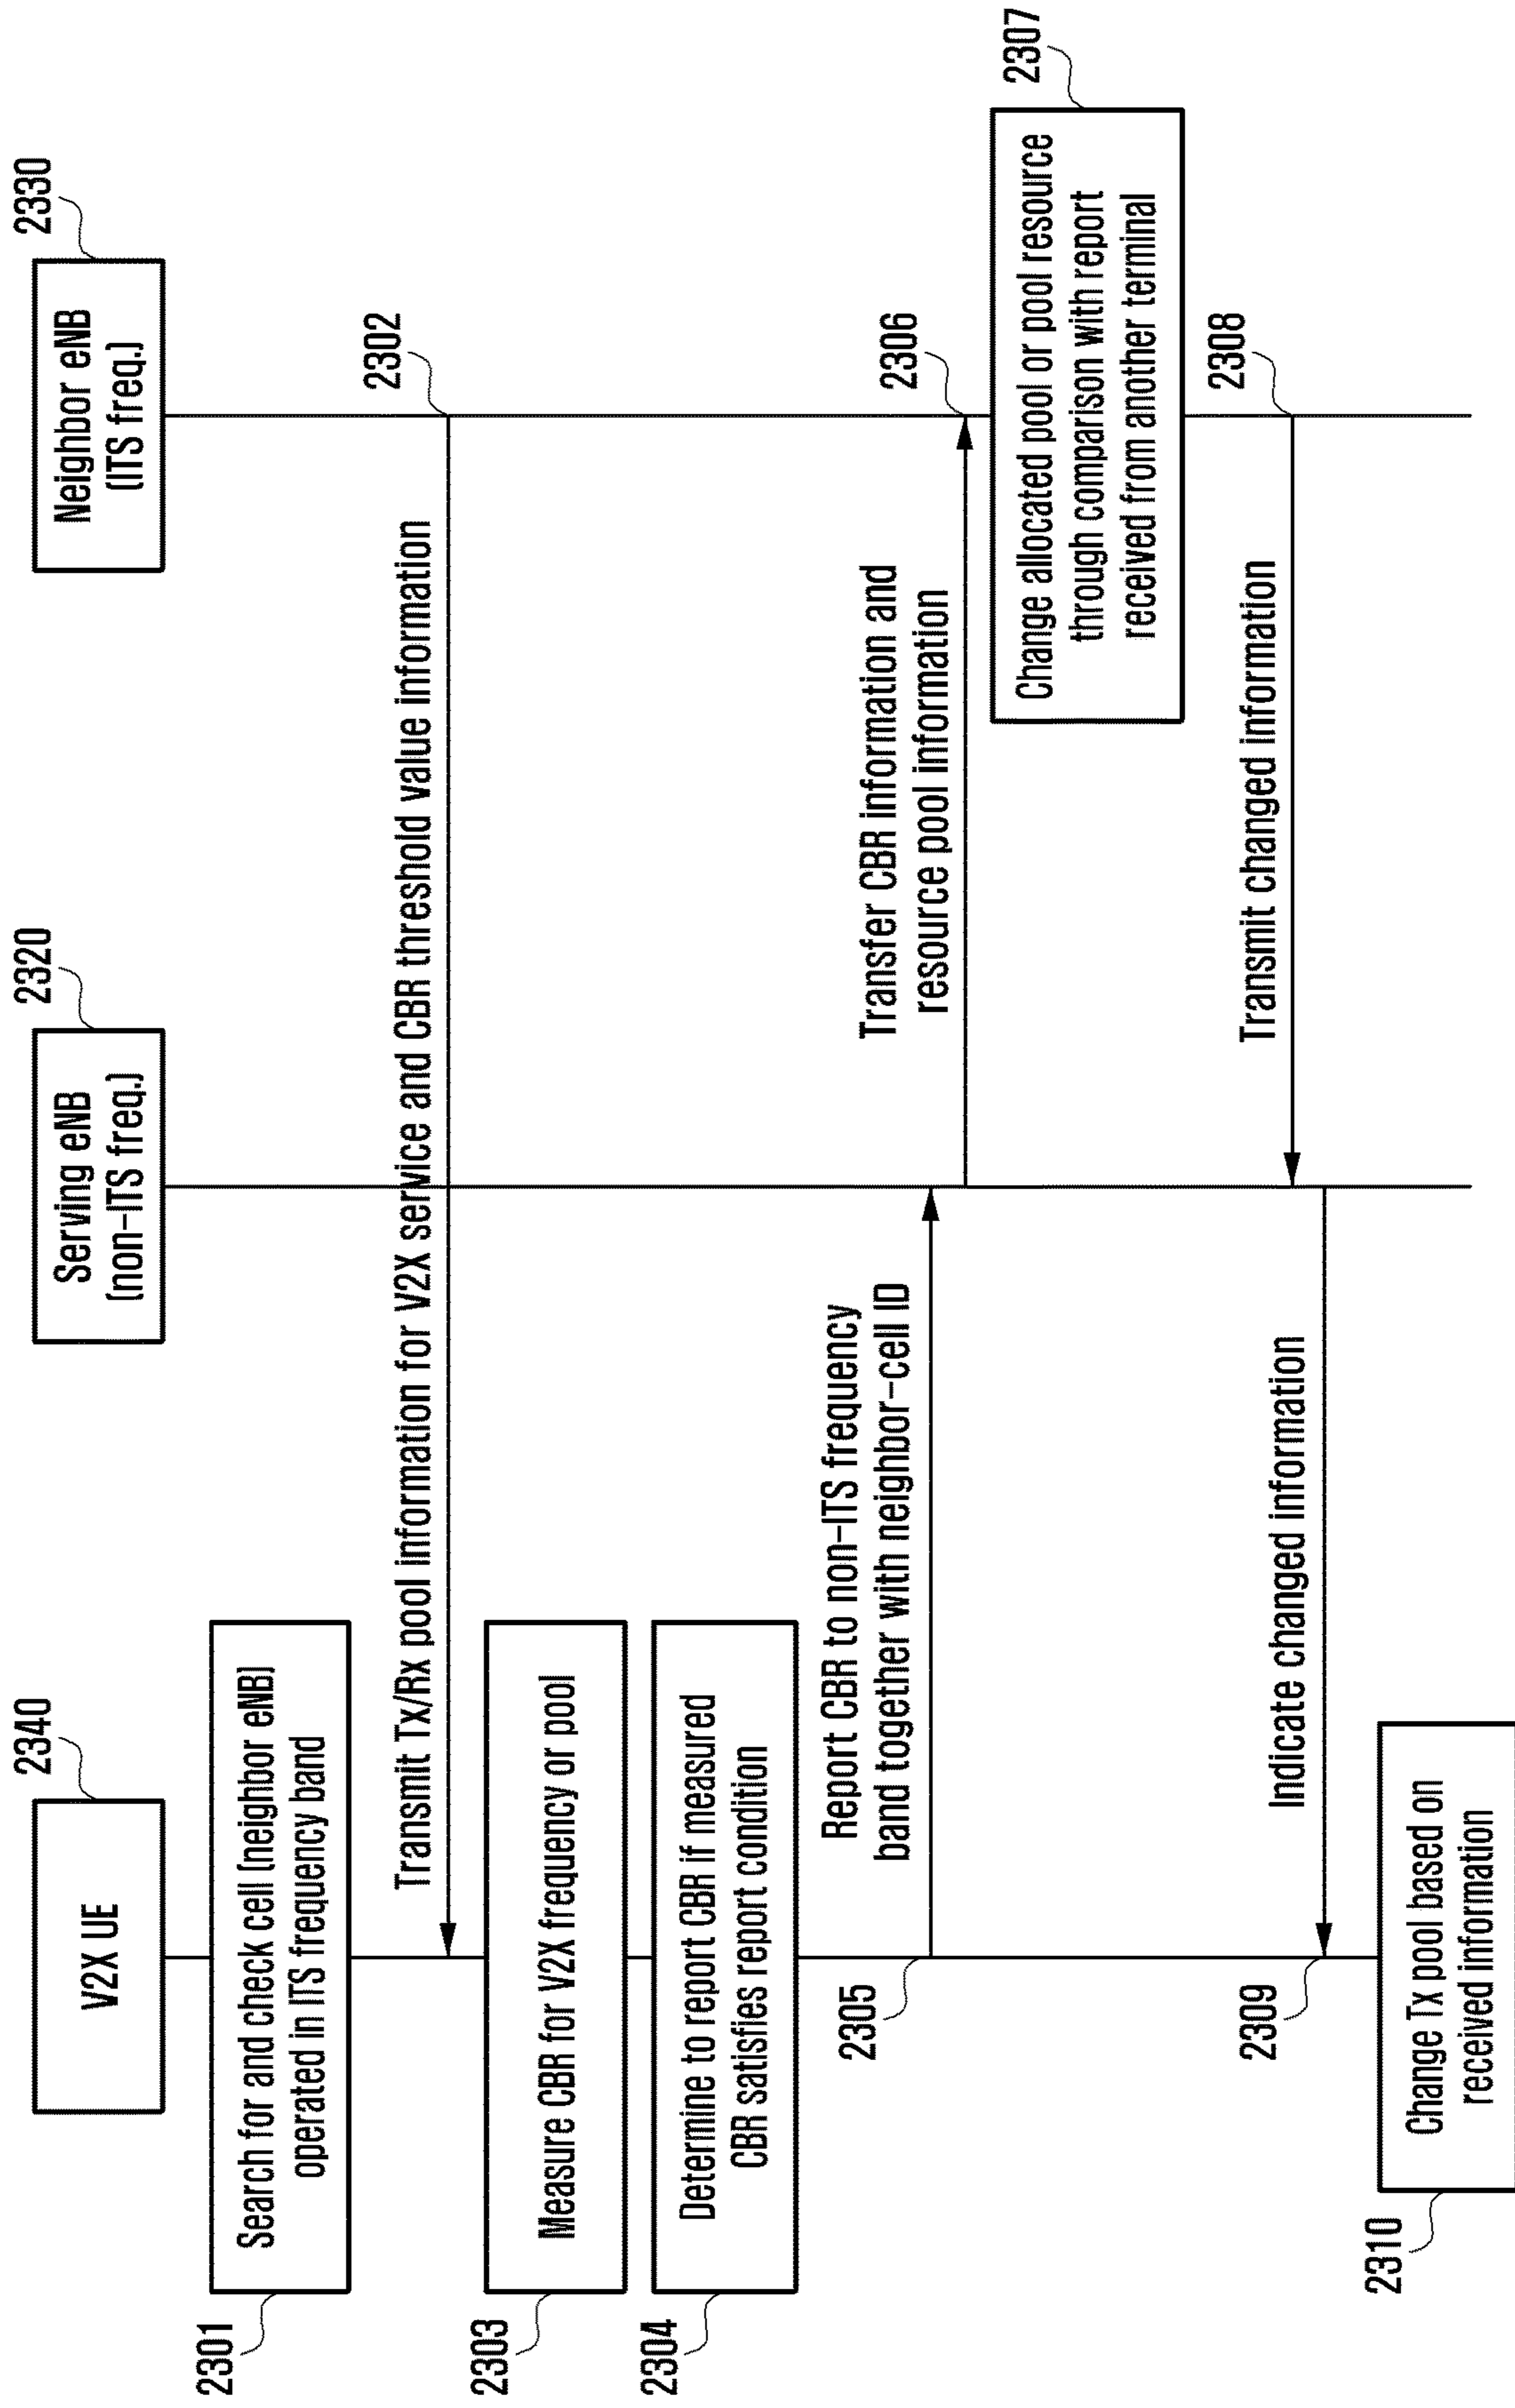 2340
V2X UE
2320
Serving eNB
(non-ITS freq.)
2330
Neighbor eNB
(ITS freq.)
2301
Search for and check cell (neighbor eNB)
operated in ITS frequency band
2302
Transmit Tx/Rx pool information for V2X service and CBR threshold value information
2303
Measure CBR for V2X frequency or pool
2304
Determine to report CBR if measured
CBR satisfies report condition
2305
Report CBR to non-ITS frequency
band together with neighbor-cell ID
2306
Transfer CBR information and
resource pool information
2307
Change allocated pool or pool resource
through comparison with report
received from another terminal
2308
Transmit changed information
2309
Indicate changed information
2310
Change Tx pool based on
received information